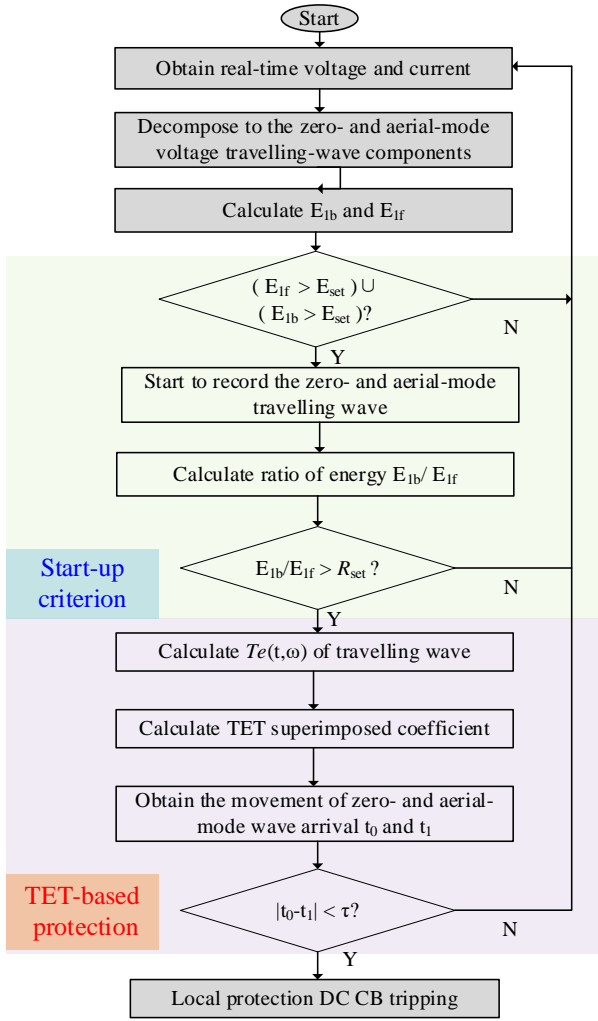 Start
Obtain real-time voltage and current
Decompose to the zero- and aerial-mode
voltage travelling-wave components
Calculate E₁b and E₁f
( E₁f > Eset ) ∪
( E₁b > Eset )?
N
Y
Start to record the zero- and aerial-mode
travelling wave
Calculate ratio of energy E₁b/ E₁f
Start-up
criterion
E₁b/E₁f > Rset ?
N
Y
Calculate Te(t,ω) of travelling wave
Calculate TET superimposed coefficient
Obtain the movement of zero- and aerial-
mode wave arrival t₀ and t₁
TET-based
protection
|t₀-t₁| < τ?
N
Y
Local protection DC CB tripping